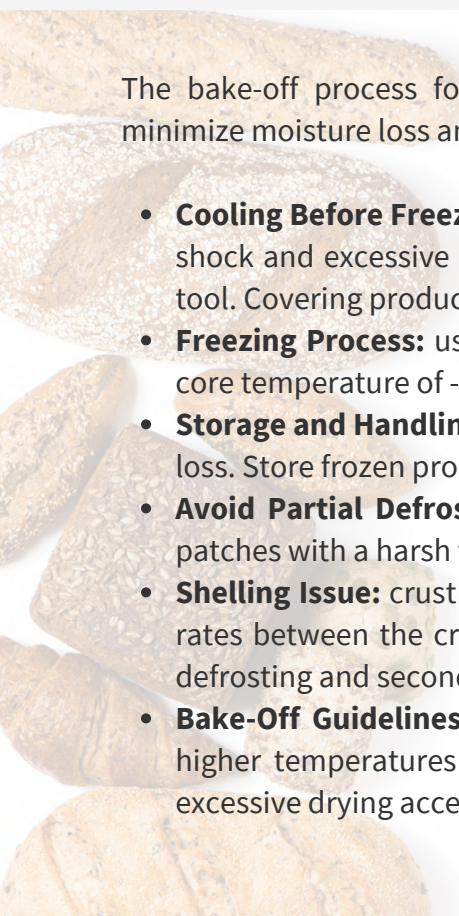 The bake-off process fo
minimize moisture loss an
• Cooling Before Freez
shock and excessive
tool. Covering produc
• Freezing Process: us
core temperature of -
• Storage and Handlin
loss. Store frozen pro
• Avoid Partial Defros
patches with a harsh
• Shelling Issue: crust
rates between the cr
defrosting and second
• Bake-Off Guidelines
higher temperatures
excessive drying acce